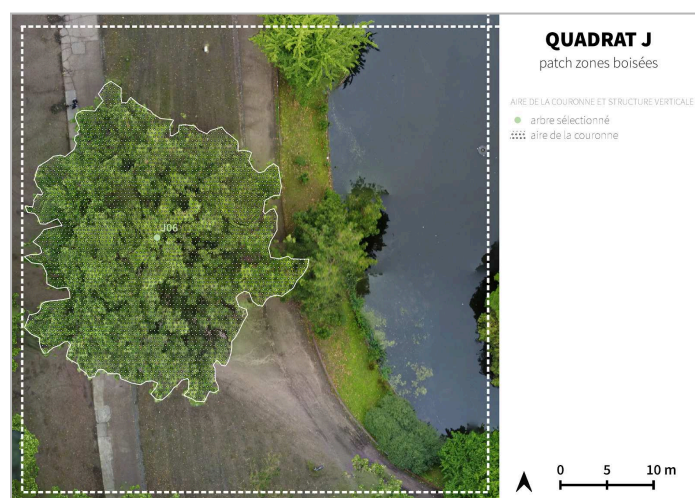 QUADRAT J
patch zones boisées
AIRE DE LA COURONNE ET STRUCTURE VERTICALE
arbre sélectionné
aire de la couronne
J06
0 5 10 m